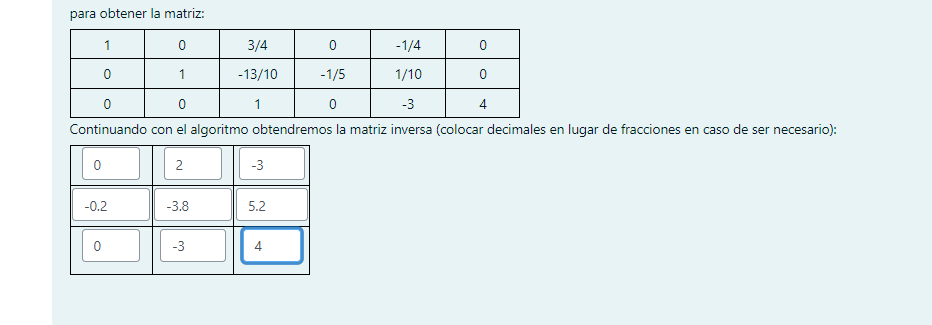 para obtener la matriz:
1 0 3/4 0 -1/4 0
0 1 -13/10 -1/5 1/10 0
0 0 1 0 -3 4
Continuando con el algoritmo obtendremos la matriz inversa (colocar decimales en lugar de fracciones en caso de ser necesario):
0 2 -3
-0.2 -3.8 5.2
0 -3 4